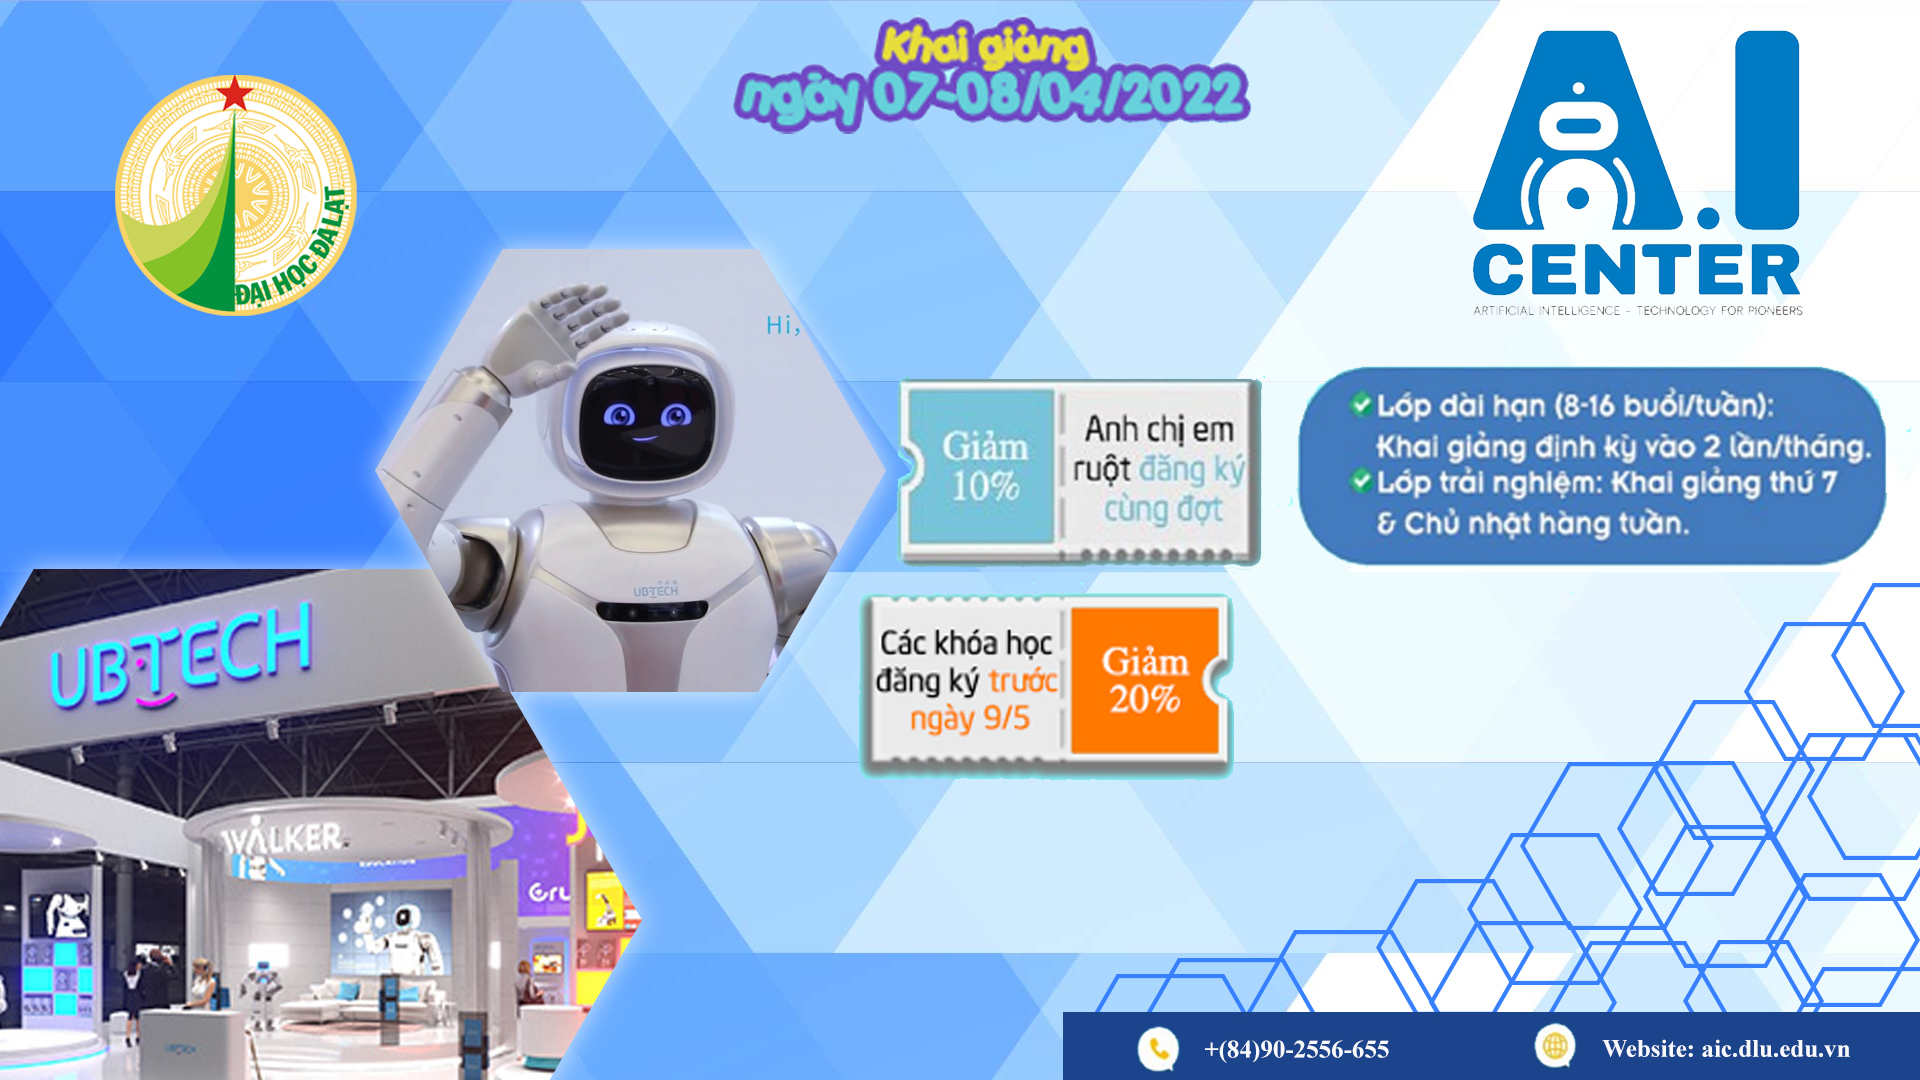 Khai giảng
ngày 07-08/04/2022
ĐẠI HỌC ĐÀ LẠT
A.I
CENTER
ARTIFICIAL INTELLIGENCE - TECHNOLOGY FOR PIONEERS
Hi,
UBTECH
Giảm
10%
Anh chị em
ruột đăng ký
cùng đợt
Lớp dài hạn (8-16 buổi/tuần):
Khai giảng định kỳ vào 2 lần/tháng.
Lớp trải nghiệm: Khai giảng thứ 7
& Chủ nhật hàng tuần.
Các khóa học
đăng ký trước
ngày 9/5
Giảm
20%
UBTECH
WALKER
EDUCATION
Cru
UBTECH
+(84)90-2556-655
Website: aic.dlu.edu.vn